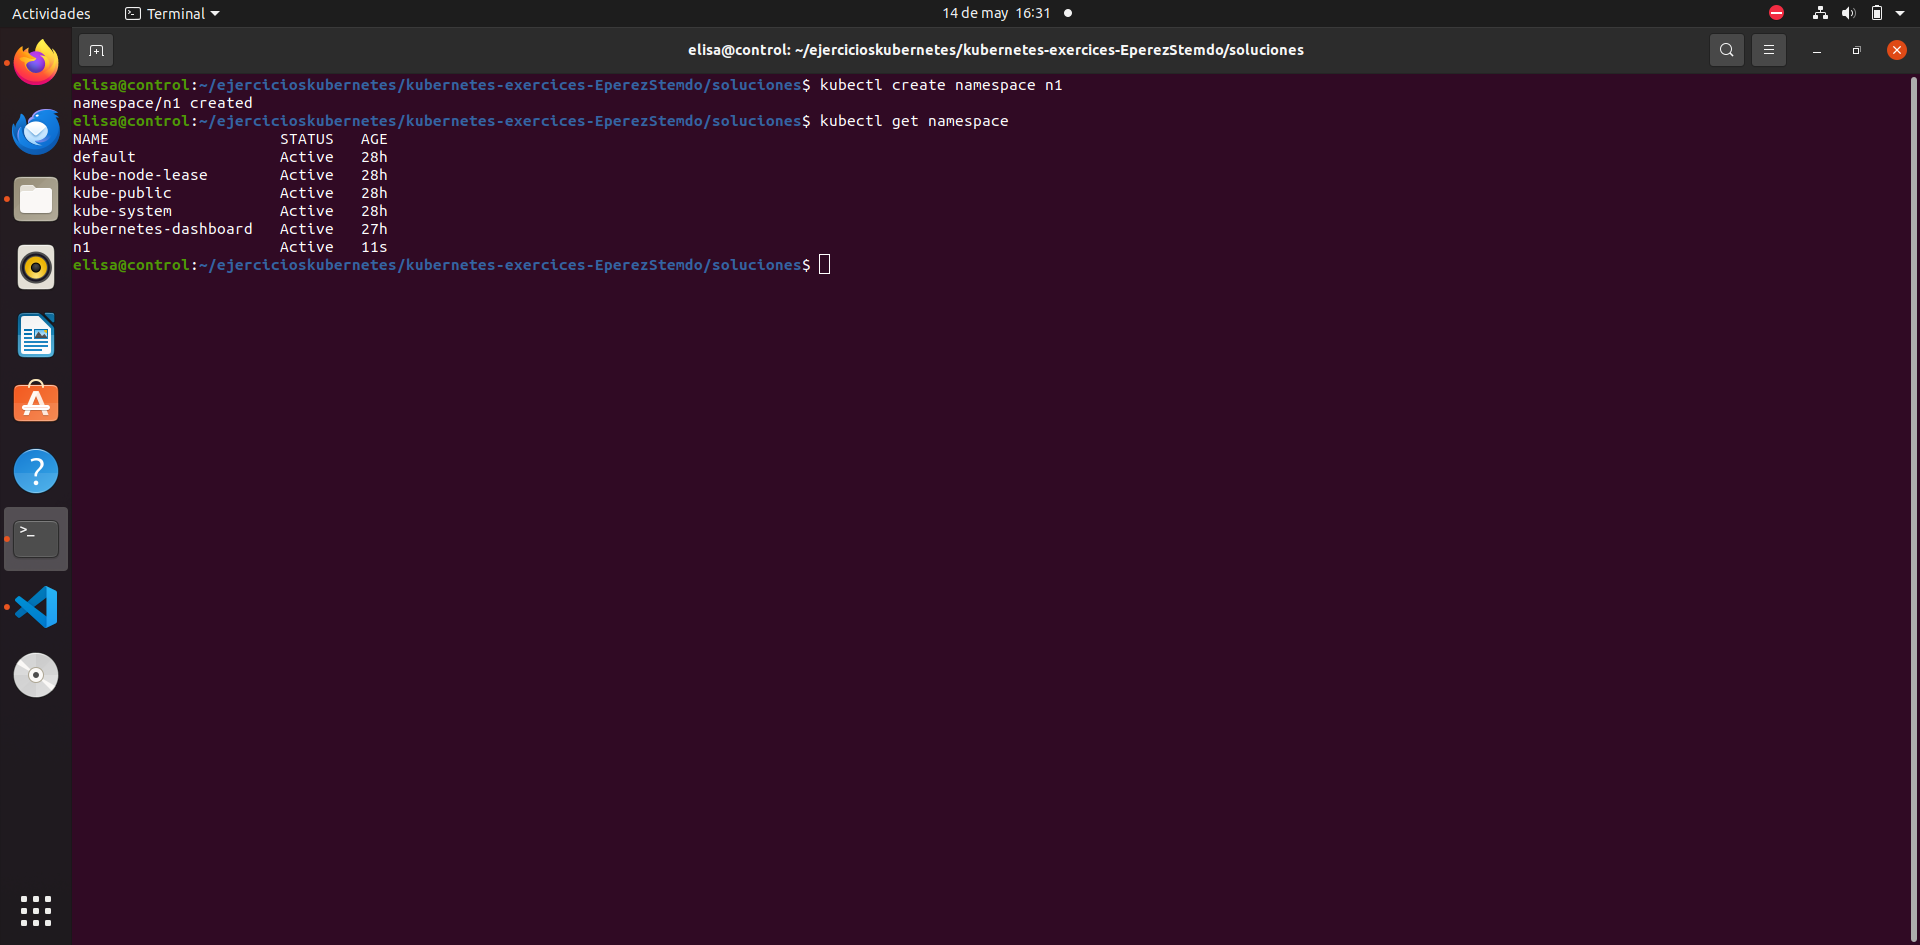 Actividades
Terminal
14 de may 16:31
elisa@control: ~/ejercicioskubernetes/kubernetes-exercices-EperezStemdo/soluciones
elisa@control:~/ejercicioskubernetes/kubernetes-exercices-EperezStemdo/soluciones$ kubectl create namespace n1
namespace/n1 created
elisa@control:~/ejercicioskubernetes/kubernetes-exercices-EperezStemdo/soluciones$ kubectl get namespace
NAME                   STATUS   AGE
default                Active   28h
kube-node-lease        Active   28h
kube-public            Active   28h
kube-system            Active   28h
kubernetes-dashboard   Active   27h
n1                     Active   11s
elisa@control:~/ejercicioskubernetes/kubernetes-exercices-EperezStemdo/soluciones$